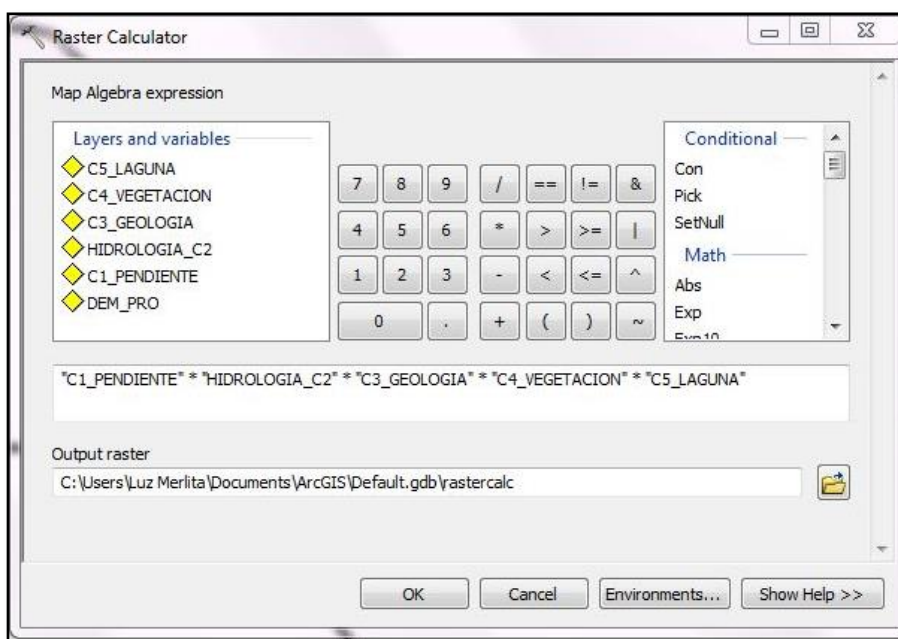 Raster Calculator
Map Algebra expression
Layers and variables
C5_LAGUNA
C4_VEGETACION
C3_GEOLOGIA
HIDROLOGIA_C2
C1_PENDIENTE
DEM_PRO
7 8 9 / == != &
4 5 6 * > >= |
1 2 3 - < <= ^
0 . + ( ) ~
Conditional
Con
Pick
SetNull
Math
Abs
Exp
Exp10
"C1_PENDIENTE" * "HIDROLOGIA_C2" * "C3_GEOLOGIA" * "C4_VEGETACION" * "C5_LAGUNA"
Output raster
C:\Users\Luz Merlita\Documents\ArcGIS\Default.gdb\rastercalc
OK Cancel Environments... Show Help >>